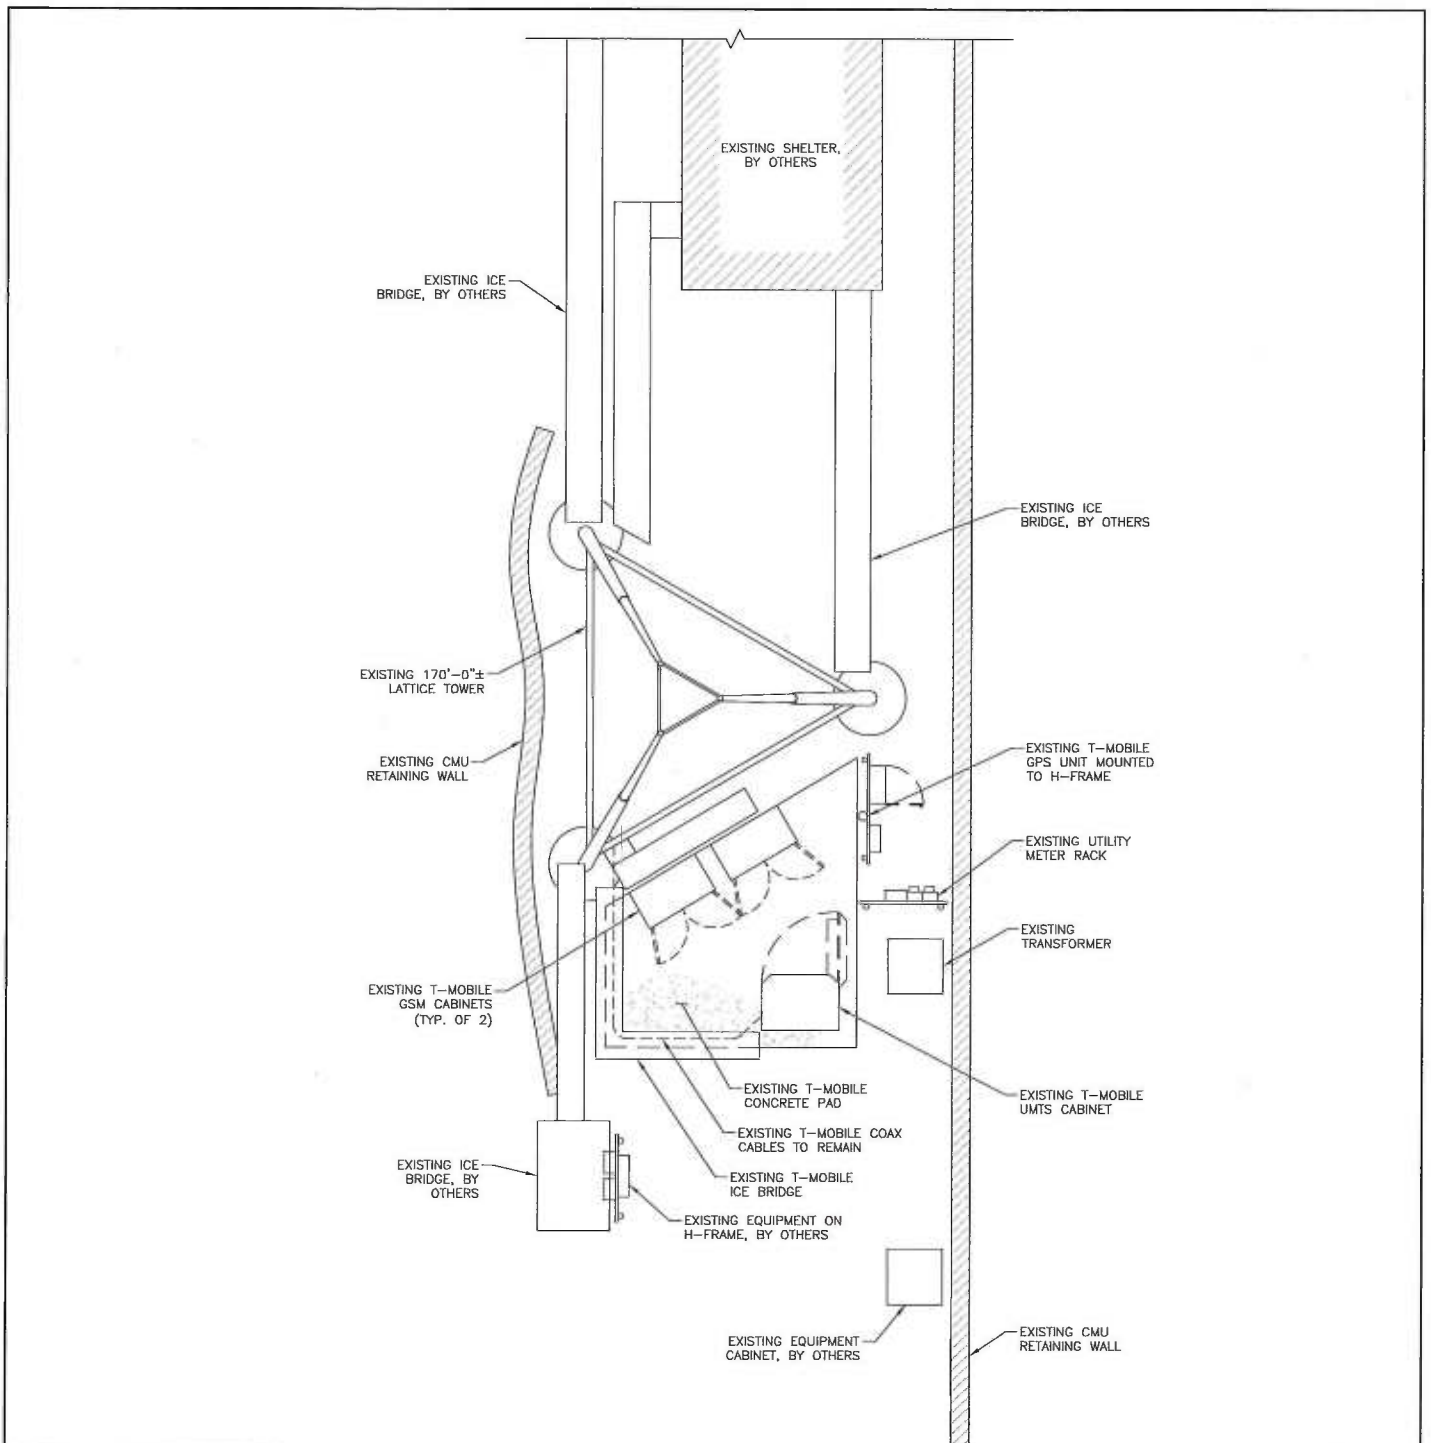 EXISTING SHELTER,
BY OTHERS
EXISTING ICE
BRIDGE, BY OTHERS
EXISTING ICE
BRIDGE, BY OTHERS
EXISTING 170'-0"±
LATTICE TOWER
EXISTING CMU
RETAINING WALL
EXISTING T-MOBILE
GPS UNIT MOUNTED
TO H-FRAME
EXISTING UTILITY
METER RACK
EXISTING
TRANSFORMER
EXISTING T-MOBILE
GSM CABINETS
(TYP. OF 2)
EXISTING T-MOBILE
CONCRETE PAD
EXISTING T-MOBILE
UMTS CABINET
EXISTING T-MOBILE COAX
CABLES TO REMAIN
EXISTING ICE
BRIDGE, BY
OTHERS
EXISTING T-MOBILE
ICE BRIDGE
EXISTING EQUIPMENT ON
H-FRAME, BY OTHERS
EXISTING EQUIPMENT
CABINET, BY OTHERS
EXISTING CMU
RETAINING WALL